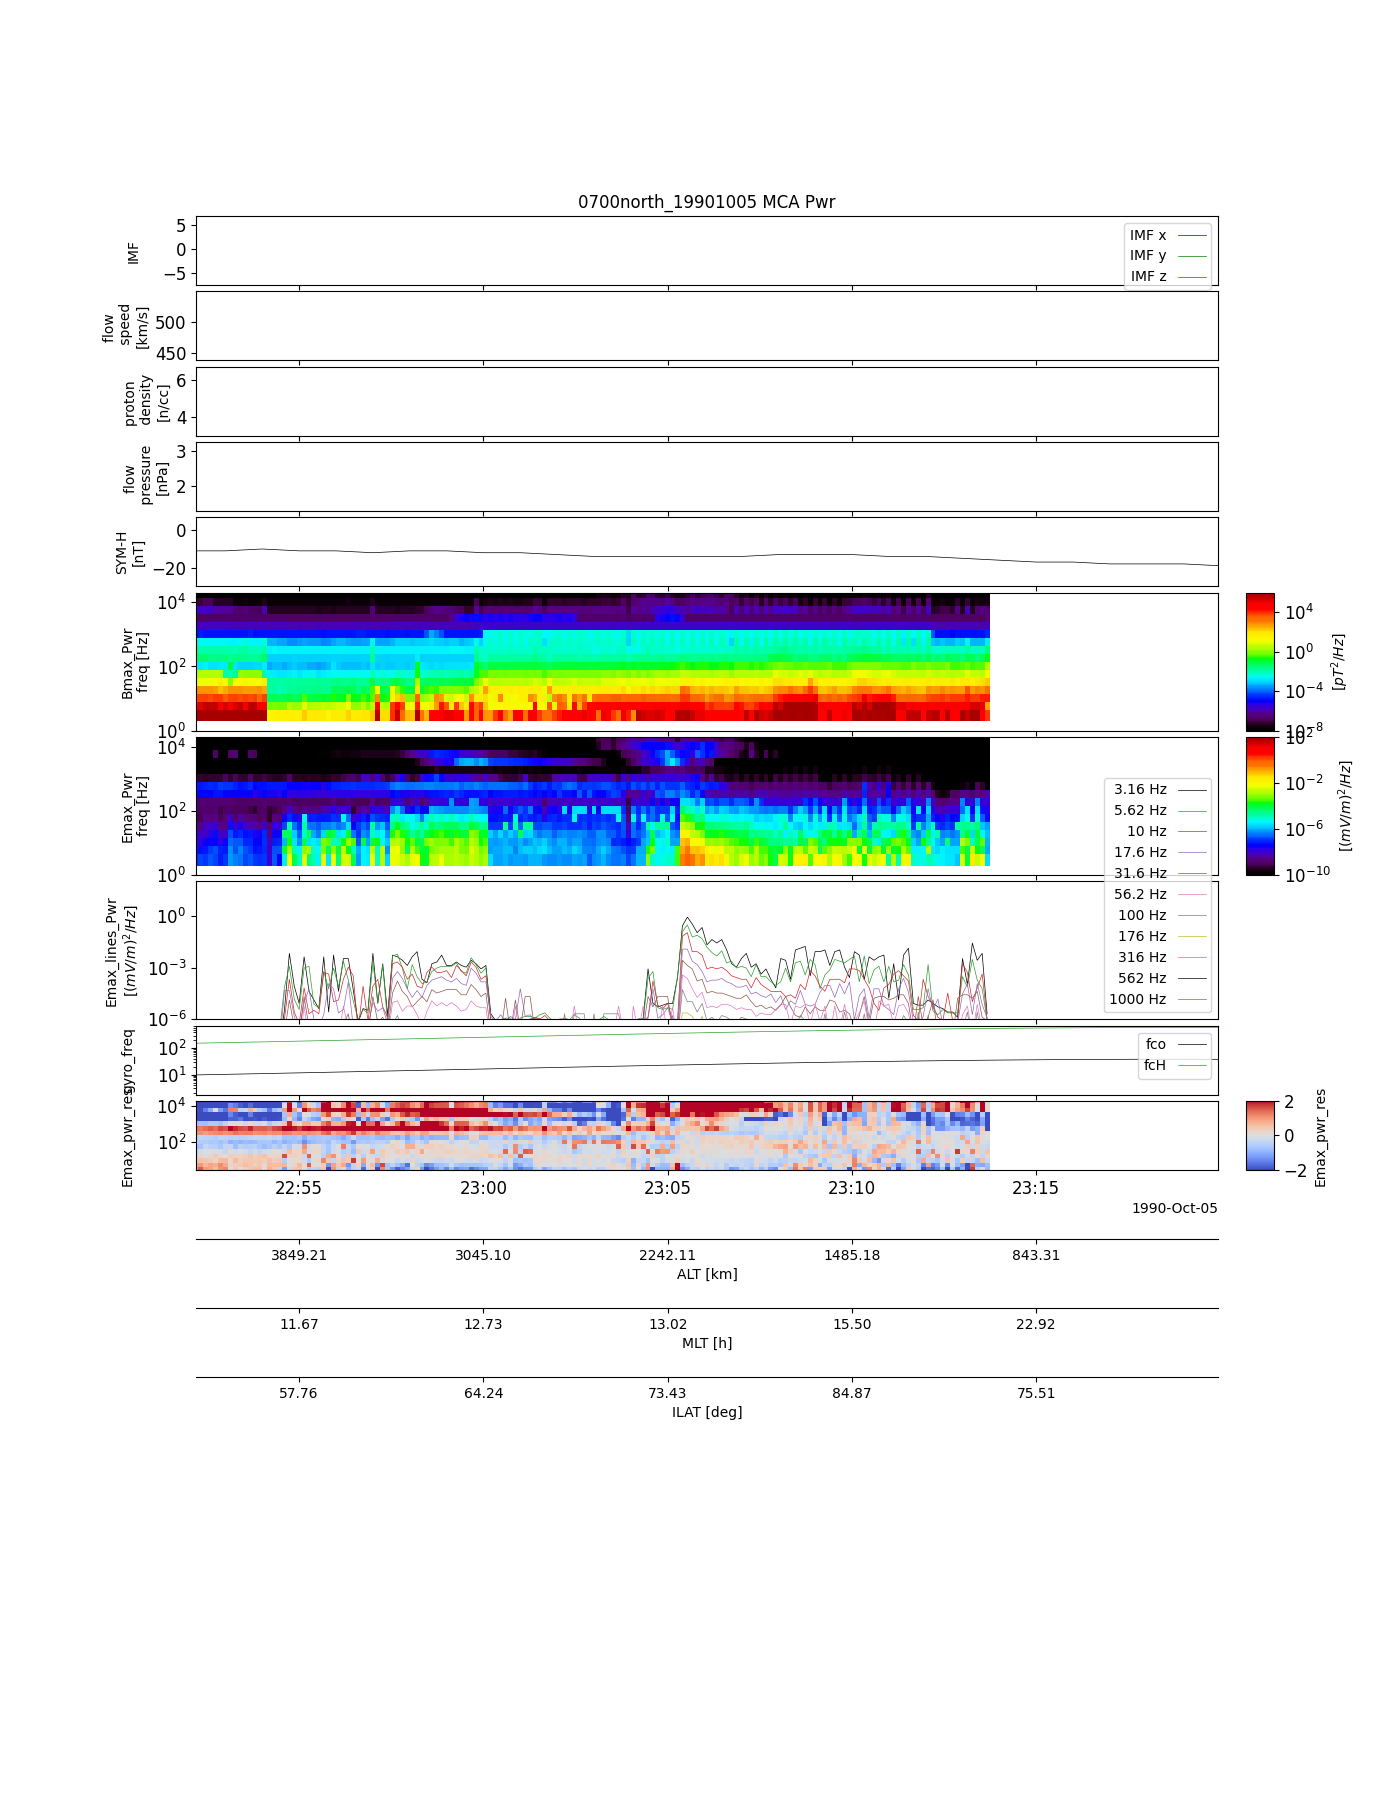 0700north_19901005 MCA Pwr
IMF
5
0
−5
IMF x
IMF y
IMF z
flow
speed
[km/s]
500
450
proton
density
[n/cc]
6
4
flow
pressure
[nPa]
3
2
SYM-H
[nT]
0
−20
Bmax_Pwr
freq [Hz]
10^4
10^2
10^0
10^4
10^0
10^−4
10^−8
[pT^2/Hz]
Emax_Pwr
freq [Hz]
10^4
10^2
10^0
10^2
10^−2
10^−6
10^−10
[(mV/m)^2/Hz]
3.16 Hz
5.62 Hz
10 Hz
17.6 Hz
31.6 Hz
56.2 Hz
100 Hz
176 Hz
316 Hz
562 Hz
1000 Hz
Emax_lines_Pwr
[(mV/m)^2/Hz]
10^0
10^−3
10^−6
gyro_freq
10^2
10^1
fco
fcH
Emax_pwr_res
10^4
10^2
2
0
−2
Emax_pwr_res
22:55 23:00 23:05 23:10 23:15
1990-Oct-05
3849.21 3045.10 2242.11 1485.18 843.31
ALT [km]
11.67 12.73 13.02 15.50 22.92
MLT [h]
57.76 64.24 73.43 84.87 75.51
ILAT [deg]